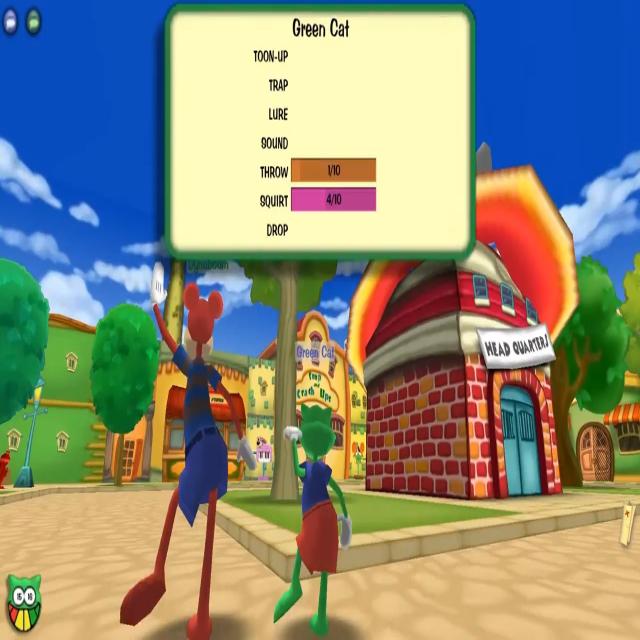 Green Cat
TOON-UP
TRAP
LURE
SOUND
THROW 1/10
SQUIRT 4/10
DROP
Green Cat
HEAD QUARTERS